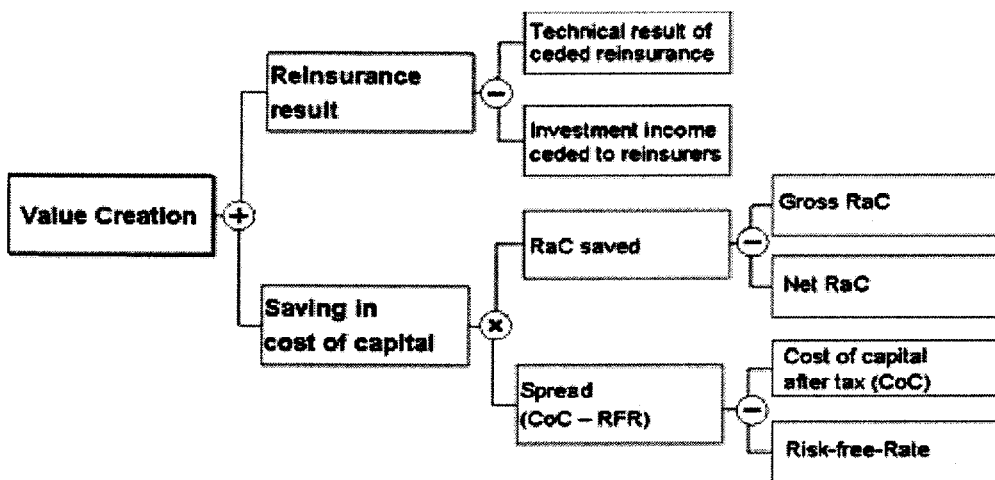 Technical result of
ceded reinsurance
Reinsurance
result
−
Investment income
ceded to reinsurers
Value Creation
+
Gross RaC
RaC saved
−
Net RaC
Saving in
cost of capital
×
Cost of capital
after tax (CoC)
Spread
(CoC – RFR)
−
Risk-free-Rate